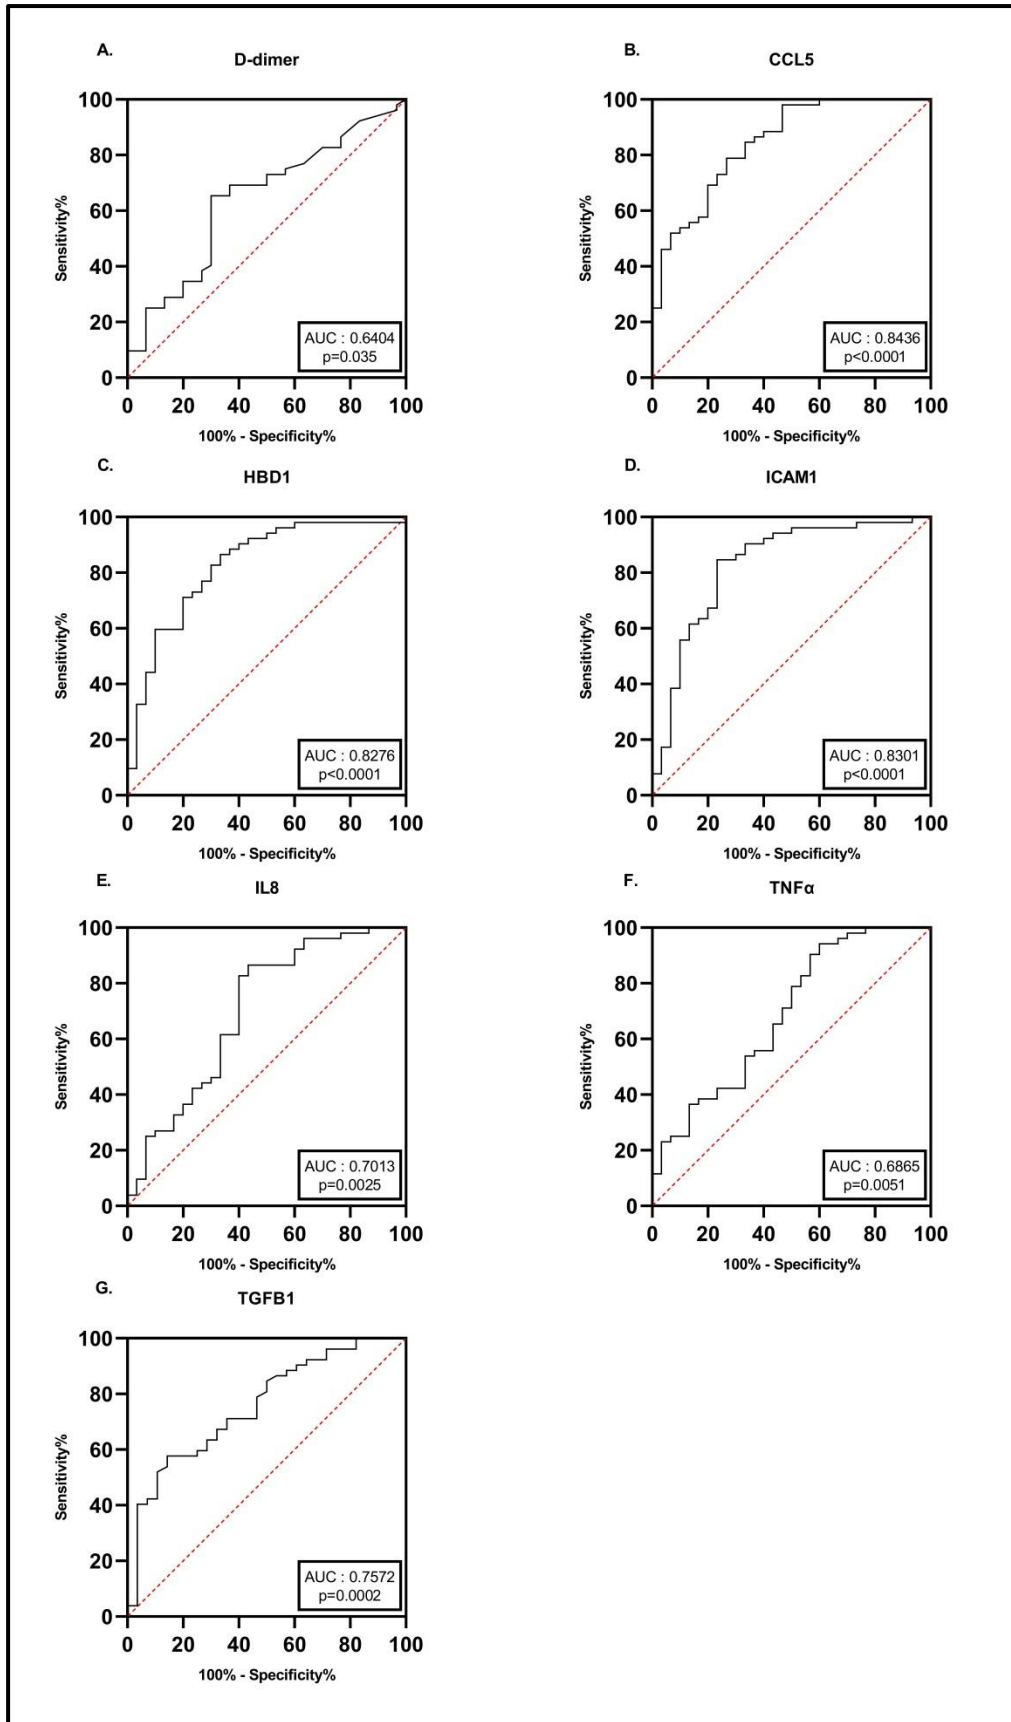 A.
D-dimer
100
80
60
40
20
0
Sensitivity%
AUC : 0.6404
p=0.035
0 20 40 60 80 100
100% - Specificity%
B.
CCL5
100
80
60
40
20
0
Sensitivity%
AUC : 0.8436
p<0.0001
0 20 40 60 80 100
100% - Specificity%
C.
HBD1
100
80
60
40
20
0
Sensitivity%
AUC : 0.8276
p<0.0001
0 20 40 60 80 100
100% - Specificity%
D.
ICAM1
100
80
60
40
20
0
Sensitivity%
AUC : 0.8301
p<0.0001
0 20 40 60 80 100
100% - Specificity%
E.
IL8
100
80
60
40
20
0
Sensitivity%
AUC : 0.7013
p=0.0025
0 20 40 60 80 100
100% - Specificity%
F.
TNFα
100
80
60
40
20
0
Sensitivity%
AUC : 0.6865
p=0.0051
0 20 40 60 80 100
100% - Specificity%
G.
TGFB1
100
80
60
40
20
0
Sensitivity%
AUC : 0.7572
p=0.0002
0 20 40 60 80 100
100% - Specificity%